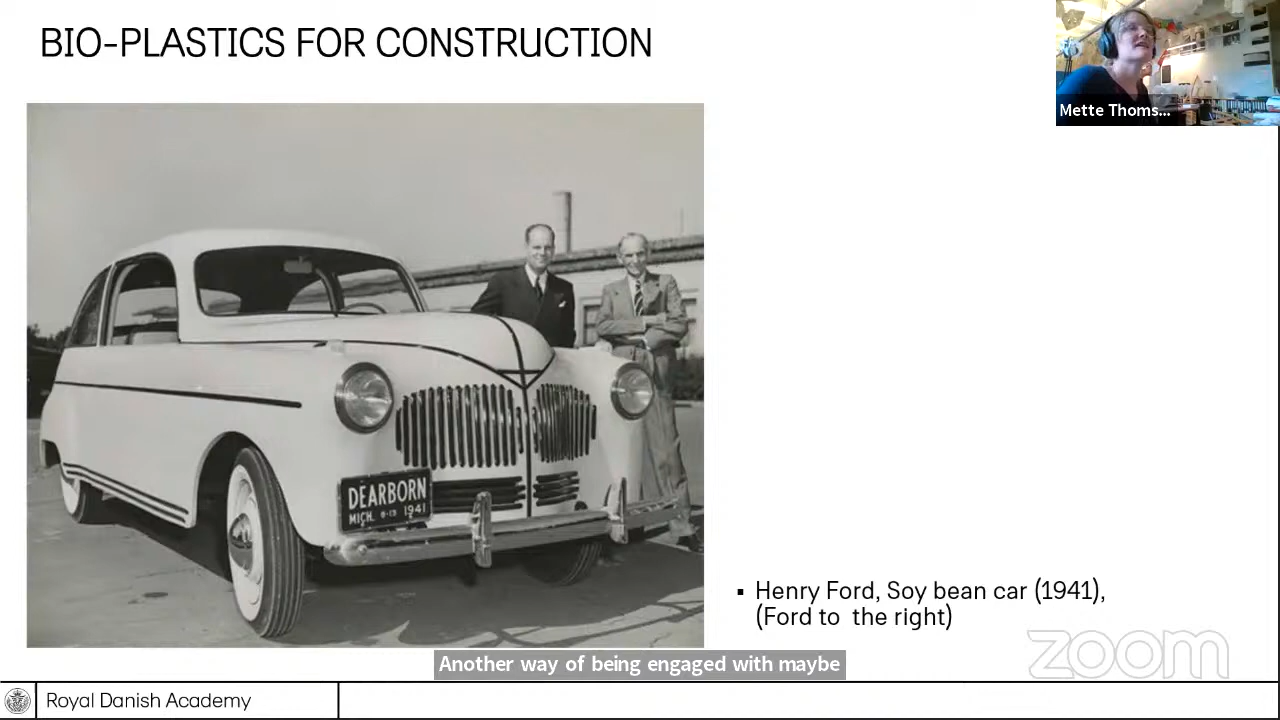 BIO-PLASTICS FOR CONSTRUCTION
Mette Thoms...
DEARBORN
MICH. 8-13 1941
▪ Henry Ford, Soy bean car (1941),
(Ford to the right)
zoom
Another way of being engaged with maybe
Royal Danish Academy